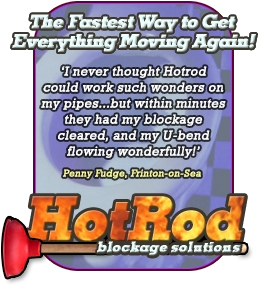 The Fastest Way to Get
Everything Moving Again!
‘I never thought Hotrod
could work such wonders on
my pipes...but within minutes
they had my blockage
cleared, and my U-bend
flowing wonderfully!’
Penny Fudge, Frinton-on-Sea
HotRod
blockage solutions